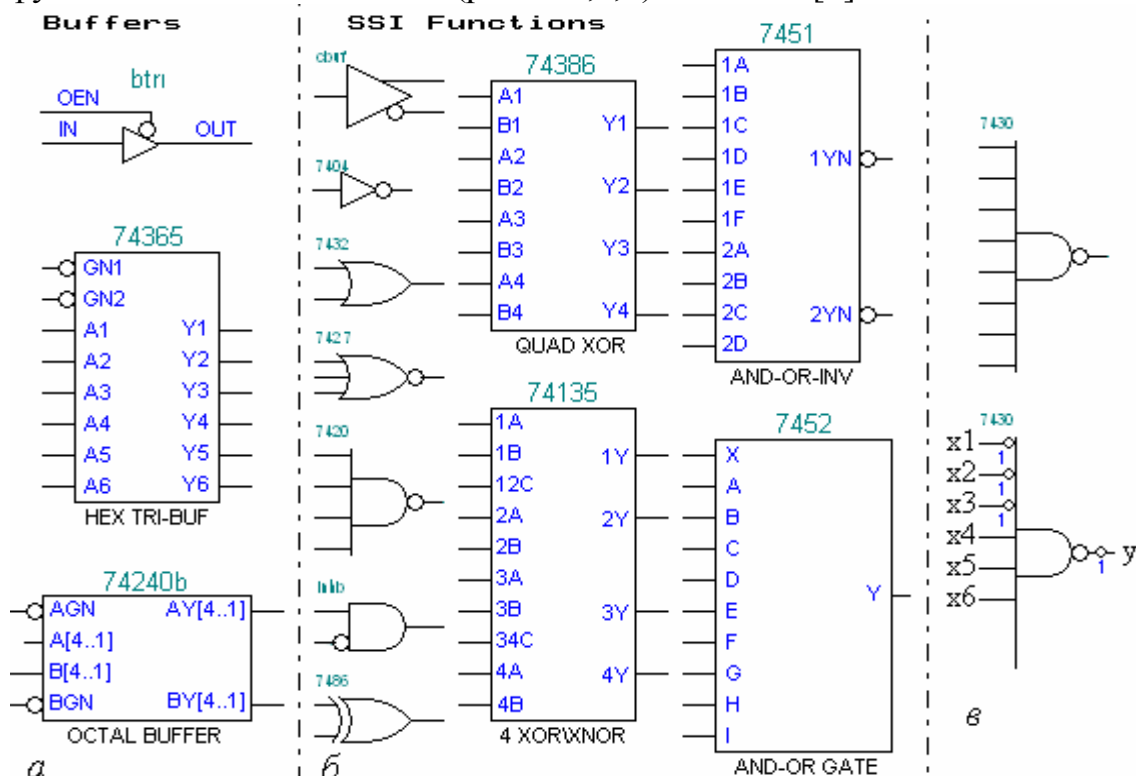 Buffers
btri
OEN
IN
OUT
74365
GN1
GN2
A1 Y1
A2 Y2
A3 Y3
A4 Y4
A5 Y5
A6 Y6
HEX TRI-BUF
74240b
AGN AY[4..1]
A[4..1]
B[4..1]
BGN BY[4..1]
OCTAL BUFFER
а
SSI Functions
cbuf
7404
7432
7427
7420
inhb
7486
74386
A1
B1 Y1
A2
B2 Y2
A3
B3 Y3
A4
B4 Y4
QUAD XOR
74135
1A
1B 1Y
12C
2A 2Y
2B
3A
3B 3Y
34C
4A 4Y
4B
4 XOR\XNOR
7451
1A
1B
1C
1D 1YN
1E
1F
2A
2B
2C 2YN
2D
AND-OR-INV
7452
X
A
B
C
D
E Y
F
G
H
I
AND-OR GATE
б
7430
7430
x1 1
x2 1
x3 1
x4
x5 1 y
x6
в